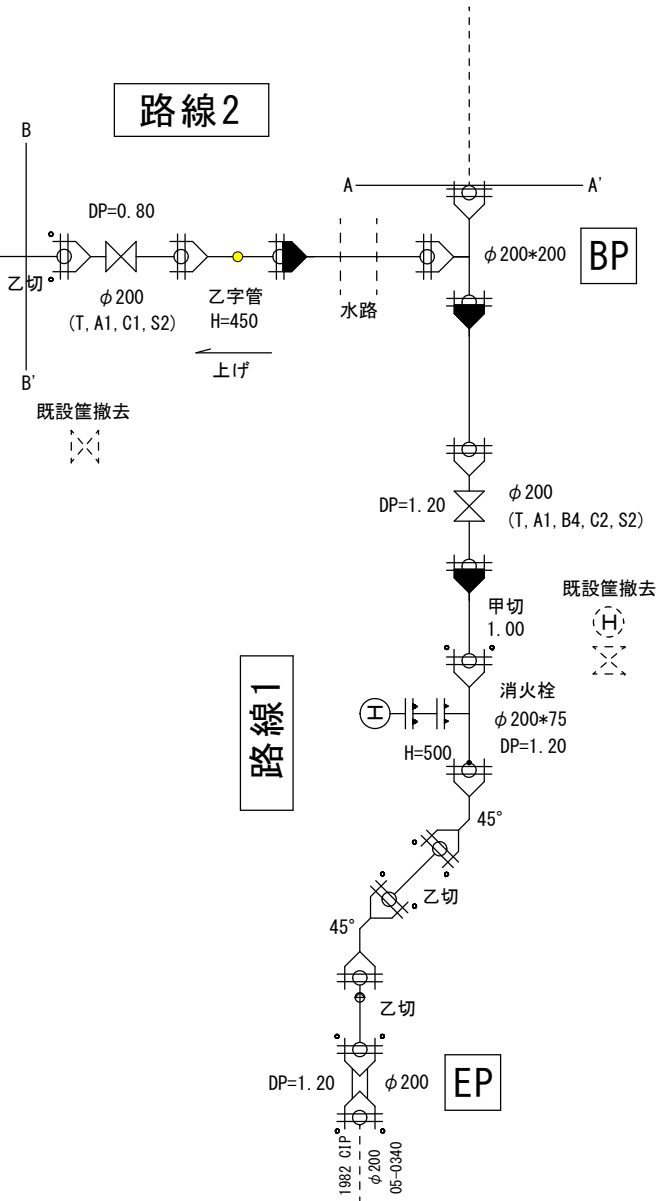 路線2
B
A
A'
DP=0.80
φ200*200
BP
乙切
φ200
(T, A1, C1, S2)
乙字管
H=450
水路
上げ
B'
既設筐撤去
DP=1.20
φ200
(T, A1, B4, C2, S2)
既設筐撤去
H
甲切
1.00
路線1
消火栓
φ200*75
DP=1.20
H
H=500
45°
乙切
45°
乙切
DP=1.20
φ200
EP
1982 CIP
φ200
05-0340